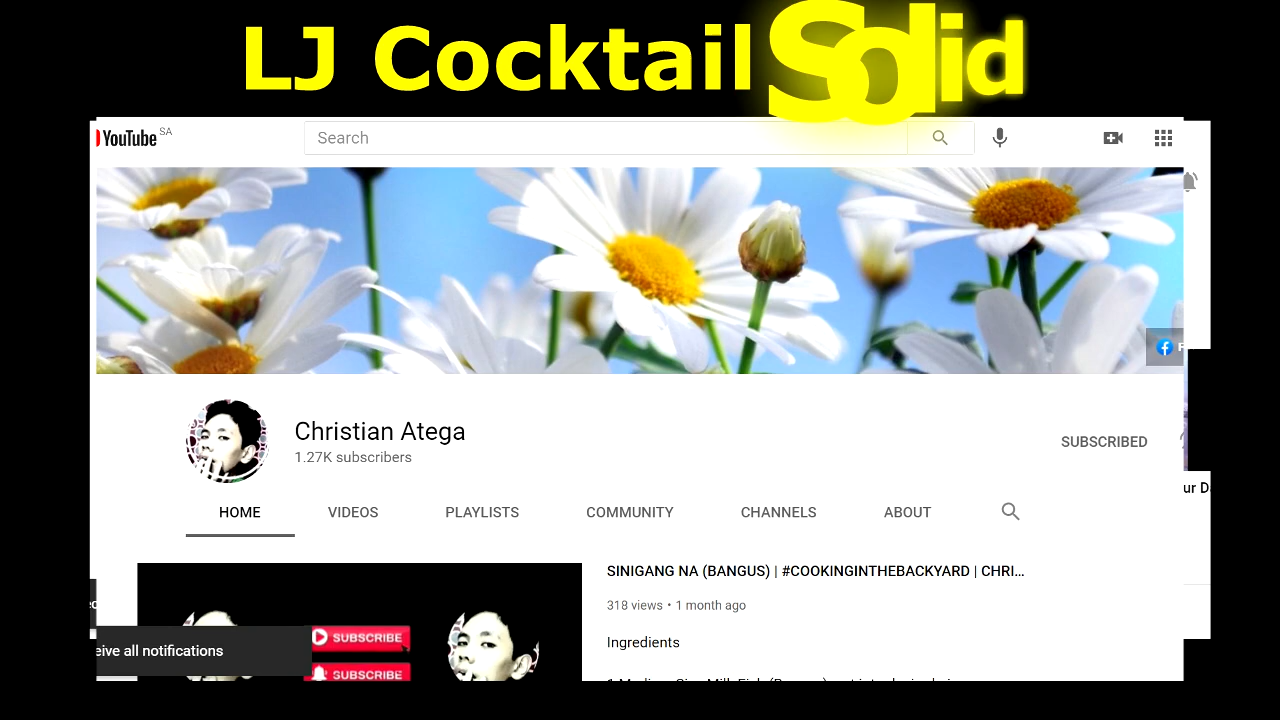 LJ Cocktail Solid
YouTube SA
Search
Christian Atega
1.27K subscribers
SUBSCRIBED
HOME VIDEOS PLAYLISTS COMMUNITY CHANNELS ABOUT
SINIGANG NA (BANGUS) | #COOKINGINTHEBACKYARD | CHRI...
318 views • 1 month ago
SUBSCRIBE
Ingredients
eive all notifications
SUBSCRIBE